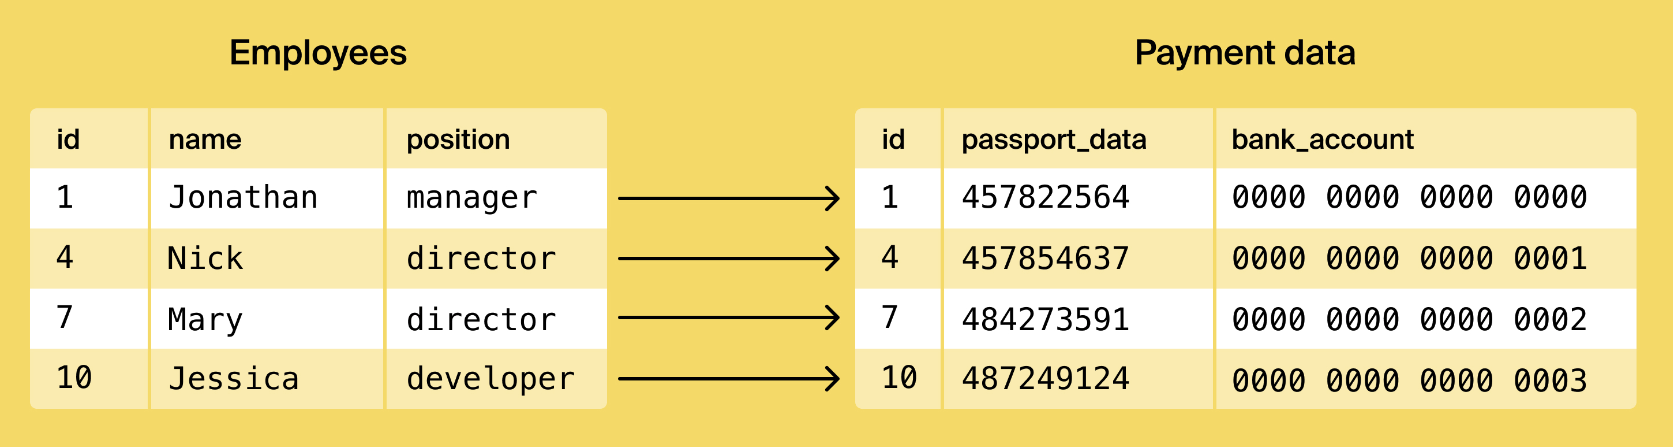 Employees
Payment data
id name position
id passport_data bank_account
1 Jonathan manager
1 457822564 0000 0000 0000 0000
4 Nick director
4 457854637 0000 0000 0000 0001
7 Mary director
7 484273591 0000 0000 0000 0002
10 Jessica developer
10 487249124 0000 0000 0000 0003